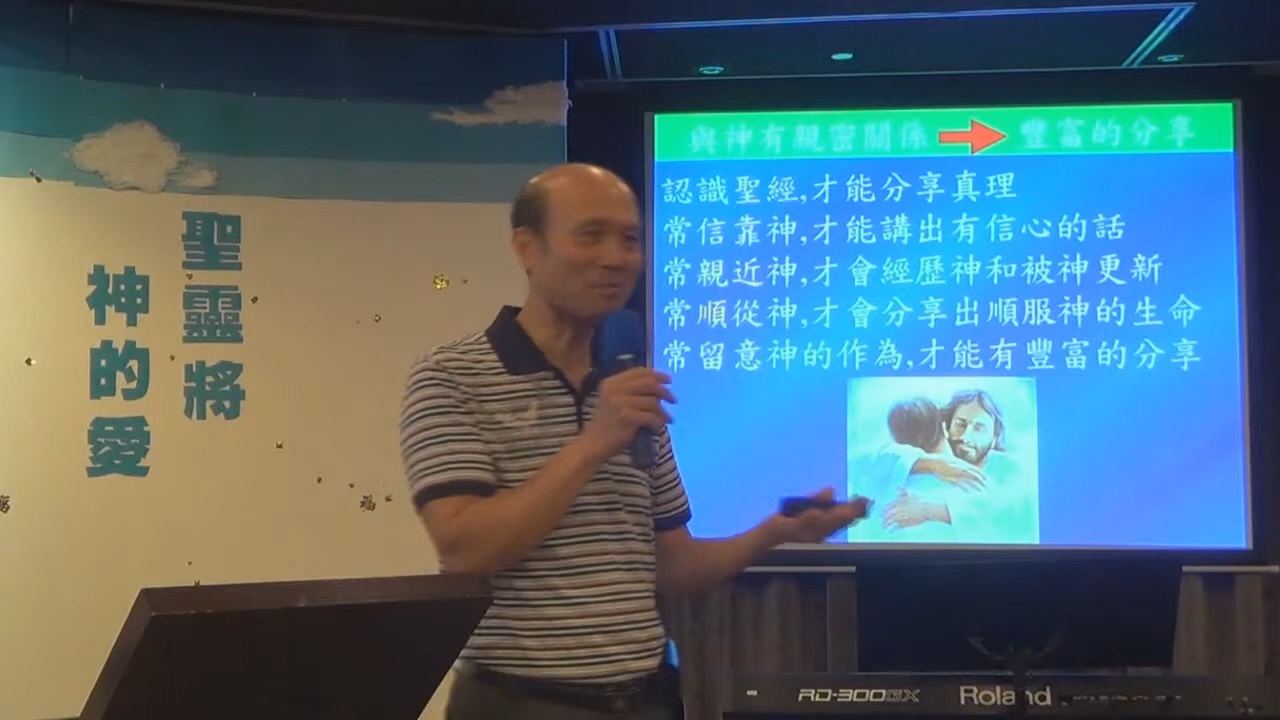 聖靈將
神的愛
與神有親密關係 豐富的分享
認識聖經,才能分享真理
常信靠神,才能講出有信心的話
常親近神,才會經歷神和被神更新
常順從神,才會分享出順服神的生命
常留意神的作為,才能有豐富的分享
福
RD-300GX Roland